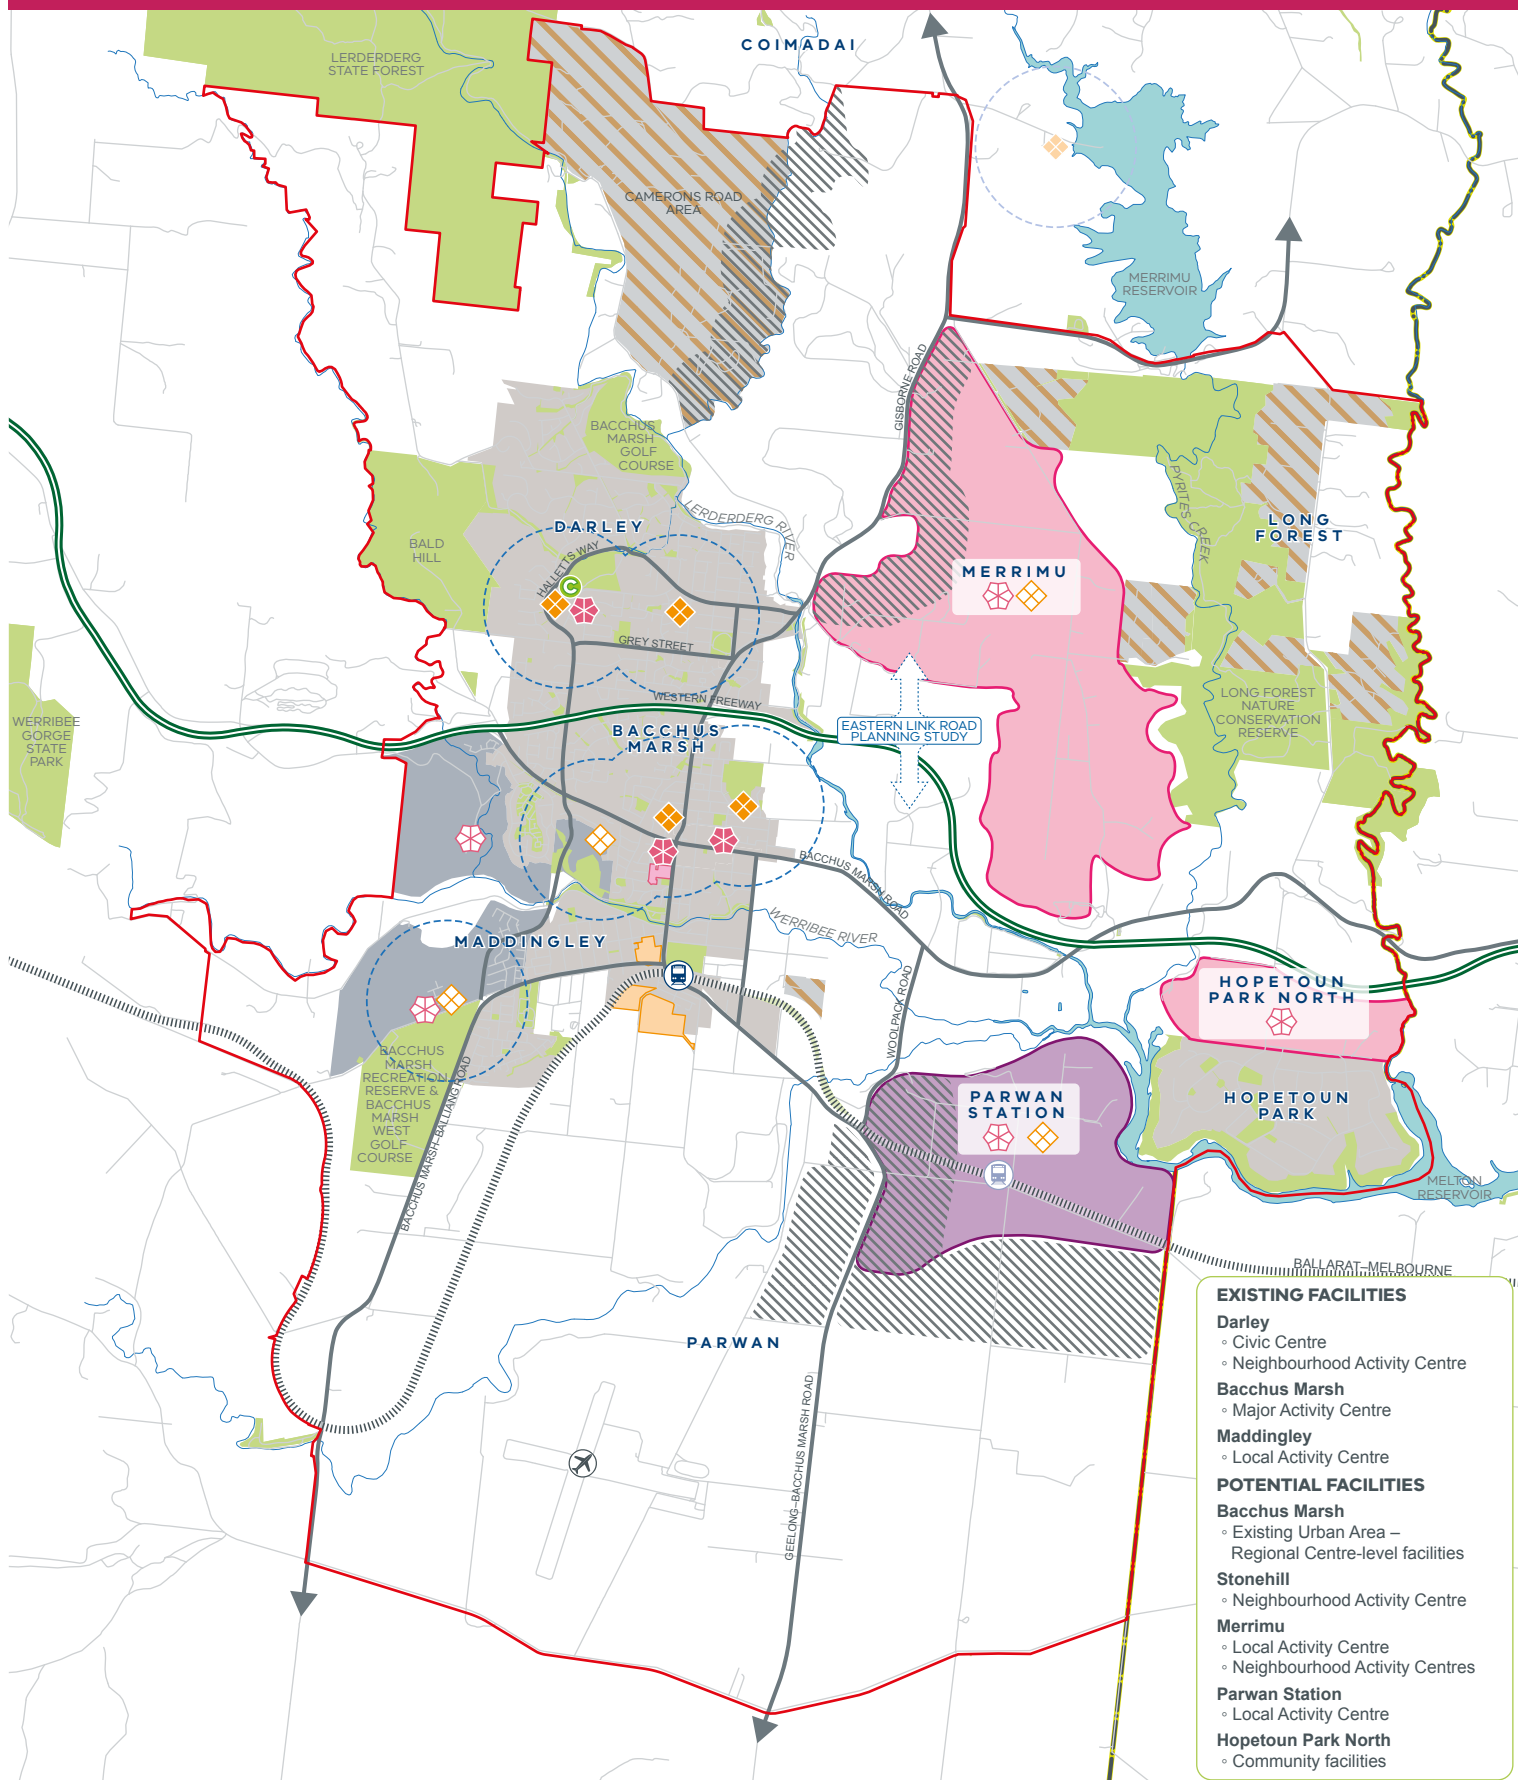 COIMADAI
LERDERDERG
STATE FOREST
CAMERONS ROAD
AREA
MERRIMU
RESERVOIR
GISBORNE ROAD
BACCHUS
MARSH
GOLF
COURSE
LERDERDERG RIVER
PYRITES CREEK
LONG
FOREST
DARLEY
BALD
HILL
HALLETTS WAY
C
MERRIMU
GREY STREET
WESTERN FREEWAY
WERRIBEE
GORGE
STATE
PARK
BACCHUS
MARSH
EASTERN LINK ROAD
PLANNING STUDY
LONG FOREST
NATURE
CONSERVATION
RESERVE
BACCHUS MARSH ROAD
WERRIBEE RIVER
MADDINGLEY
WOOLPACK ROAD
HOPETOUN
PARK NORTH
BACCHUS
MARSH
RECREATION
RESERVE &
BACCHUS
MARSH
WEST
GOLF
COURSE
BACCHUS MARSH–BALLIANG ROAD
PARWAN
STATION
HOPETOUN
PARK
MELTON
RESERVOIR
BALLARAT–MELBOURNE
PARWAN
GEELONG–BACCHUS MARSH ROAD
EXISTING FACILITIES
Darley
◦ Civic Centre
◦ Neighbourhood Activity Centre
Bacchus Marsh
◦ Major Activity Centre
Maddingley
◦ Local Activity Centre
POTENTIAL FACILITIES
Bacchus Marsh
◦ Existing Urban Area –
Regional Centre-level facilities
Stonehill
◦ Neighbourhood Activity Centre
Merrimu
◦ Local Activity Centre
◦ Neighbourhood Activity Centres
Parwan Station
◦ Local Activity Centre
Hopetoun Park North
◦ Community facilities